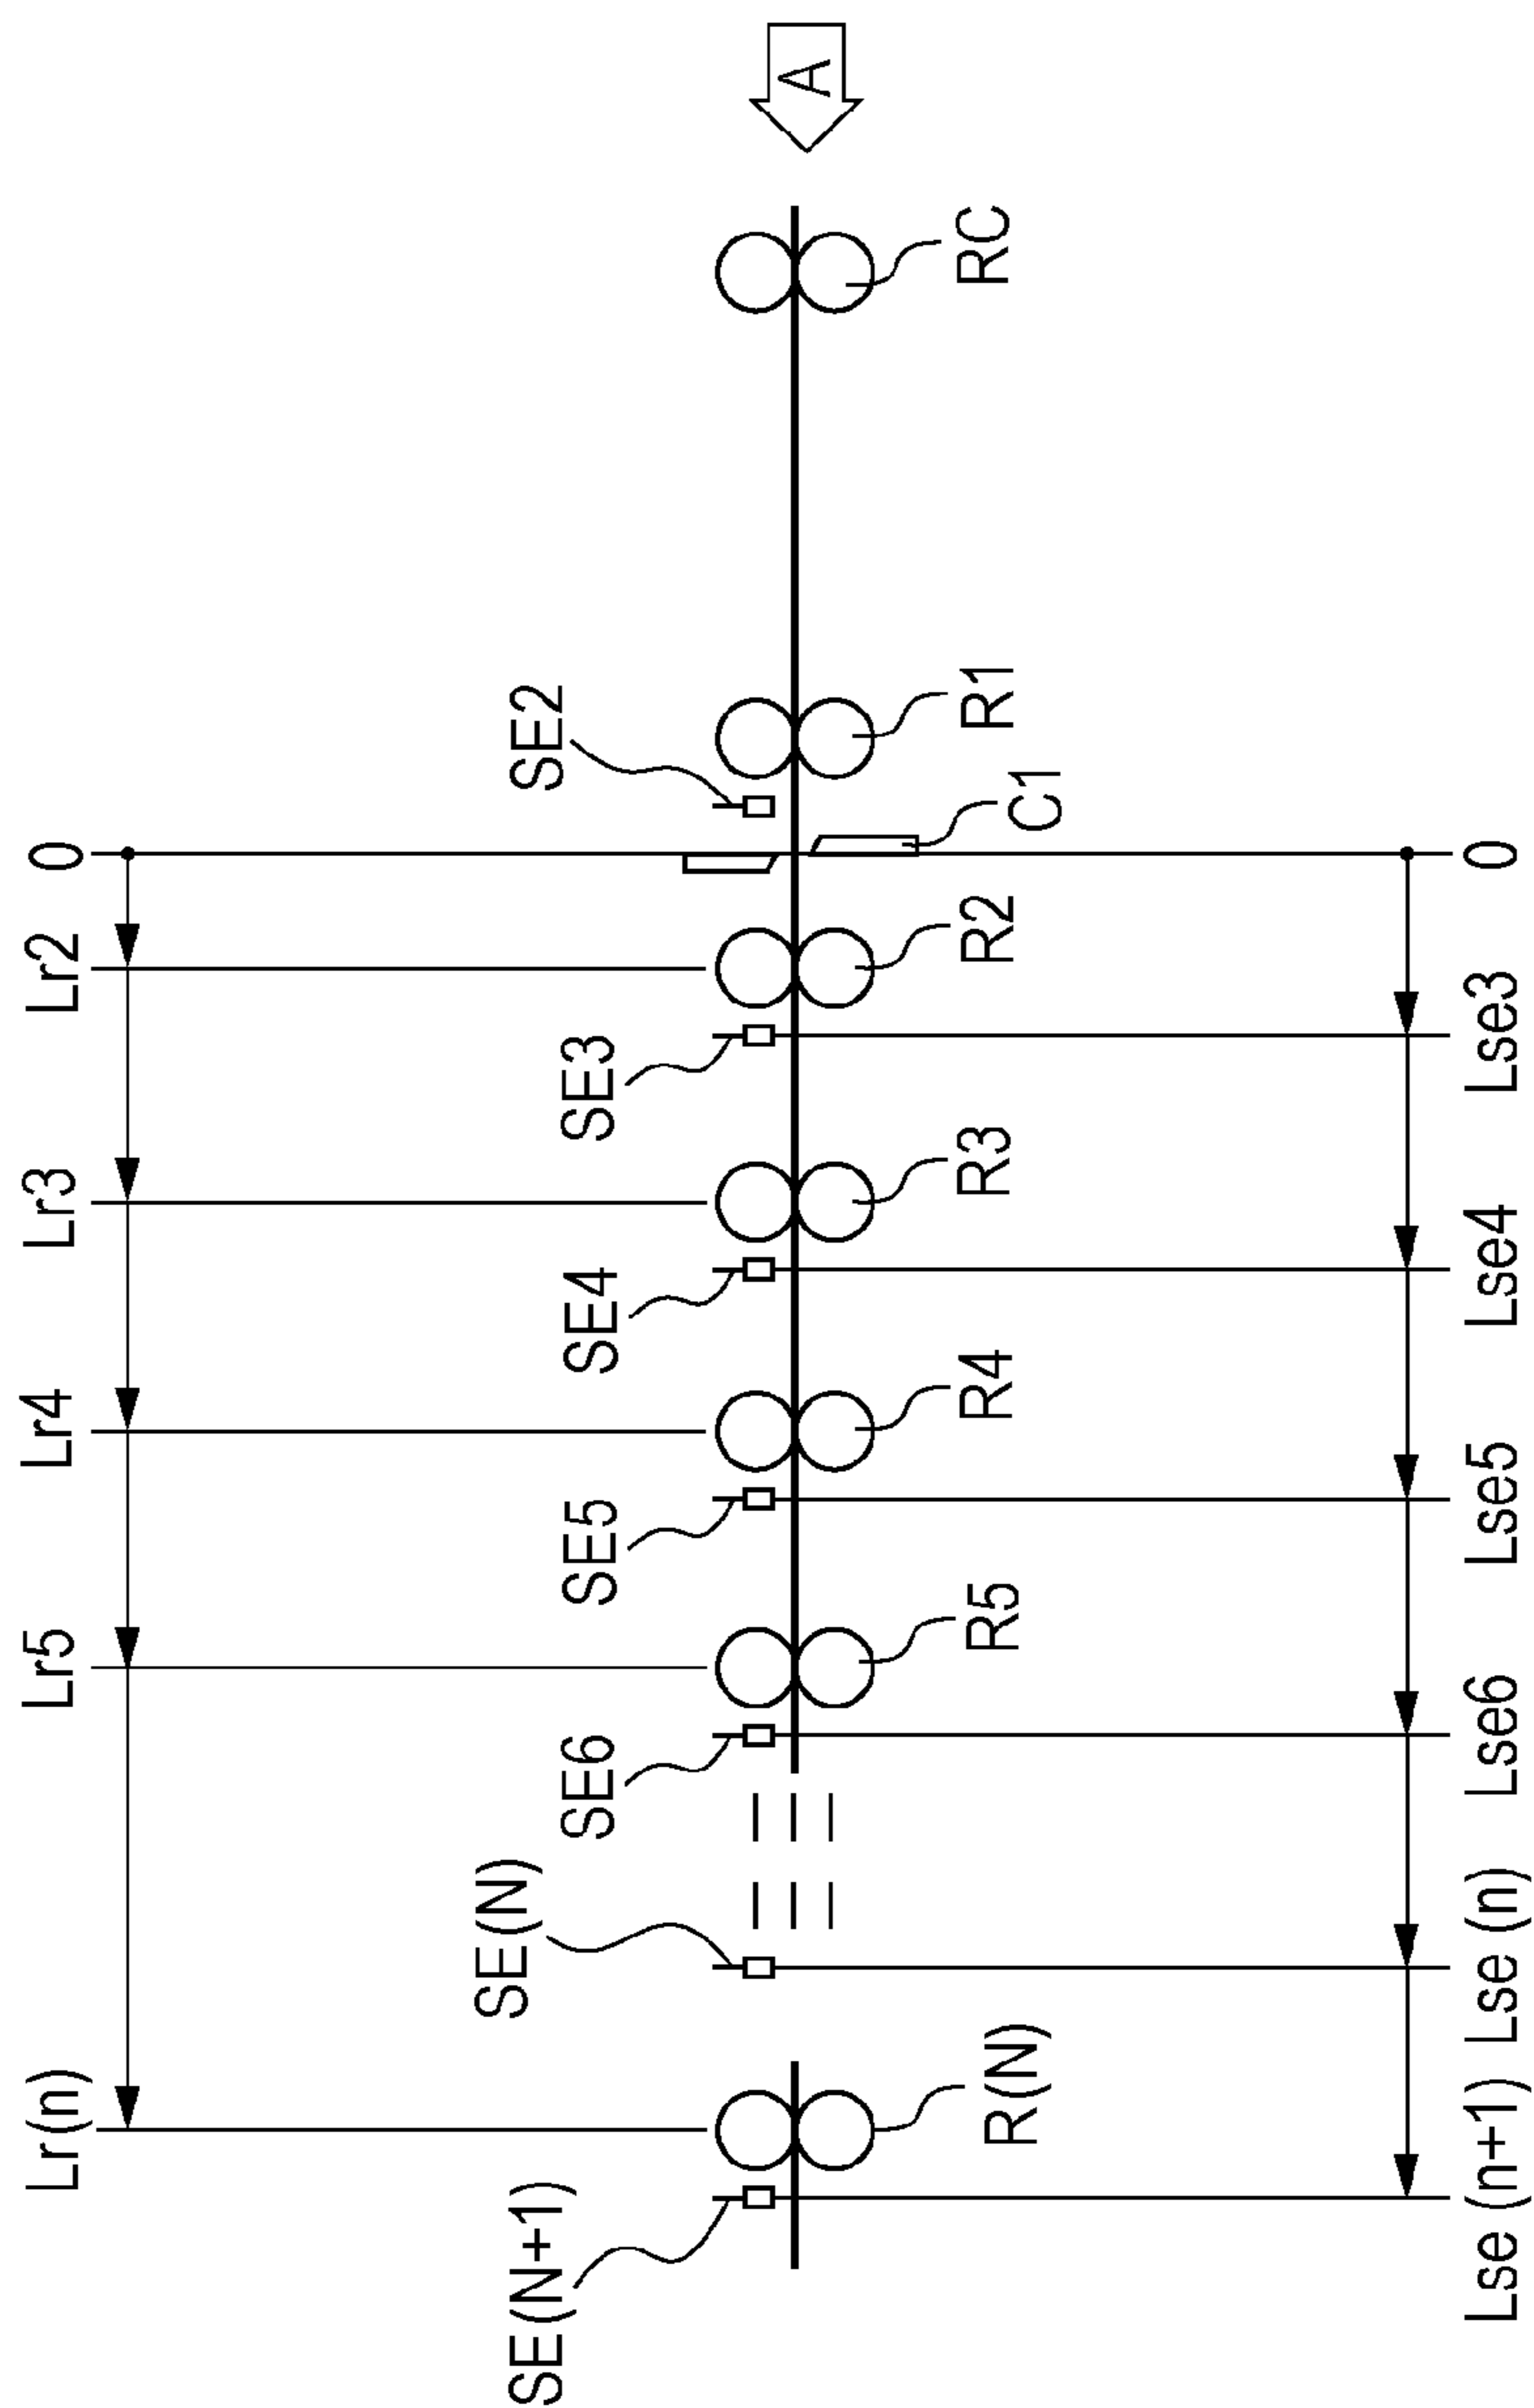 Lr(n) Lr5 Lr4 Lr3 Lr2 0
SE(N+1) SE(N) SE6 SE5 SE4 SE3 SE2
A
R(N) R5 R4 R3 R2 R1 RC
C1
Lse(n+1) Lse(n) Lse6 Lse5 Lse4 Lse3 0